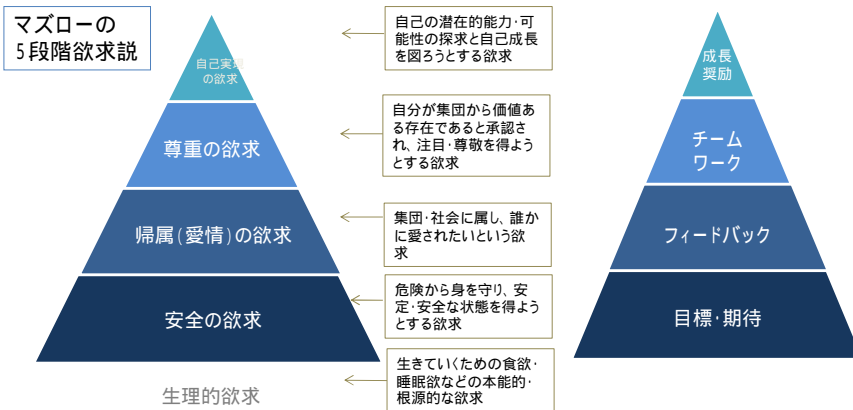 マズローの
5段階欲求説
自己実現
の欲求
尊重の欲求
帰属(愛情)の欲求
安全の欲求
生理的欲求
自己の潜在的能力・可
能性の探求と自己成長
を図ろうとする欲求
自分が集団から価値あ
る存在であると承認さ
れ、注目・尊敬を得よう
とする欲求
集団・社会に属し、誰か
に愛されたいという欲
求
危険から身を守り、安
定・安全な状態を得よう
とする欲求
生きていくための食欲・
睡眠欲などの本能的・
根源的な欲求
成長
奨励
チーム
ワーク
フィードバック
目標・期待